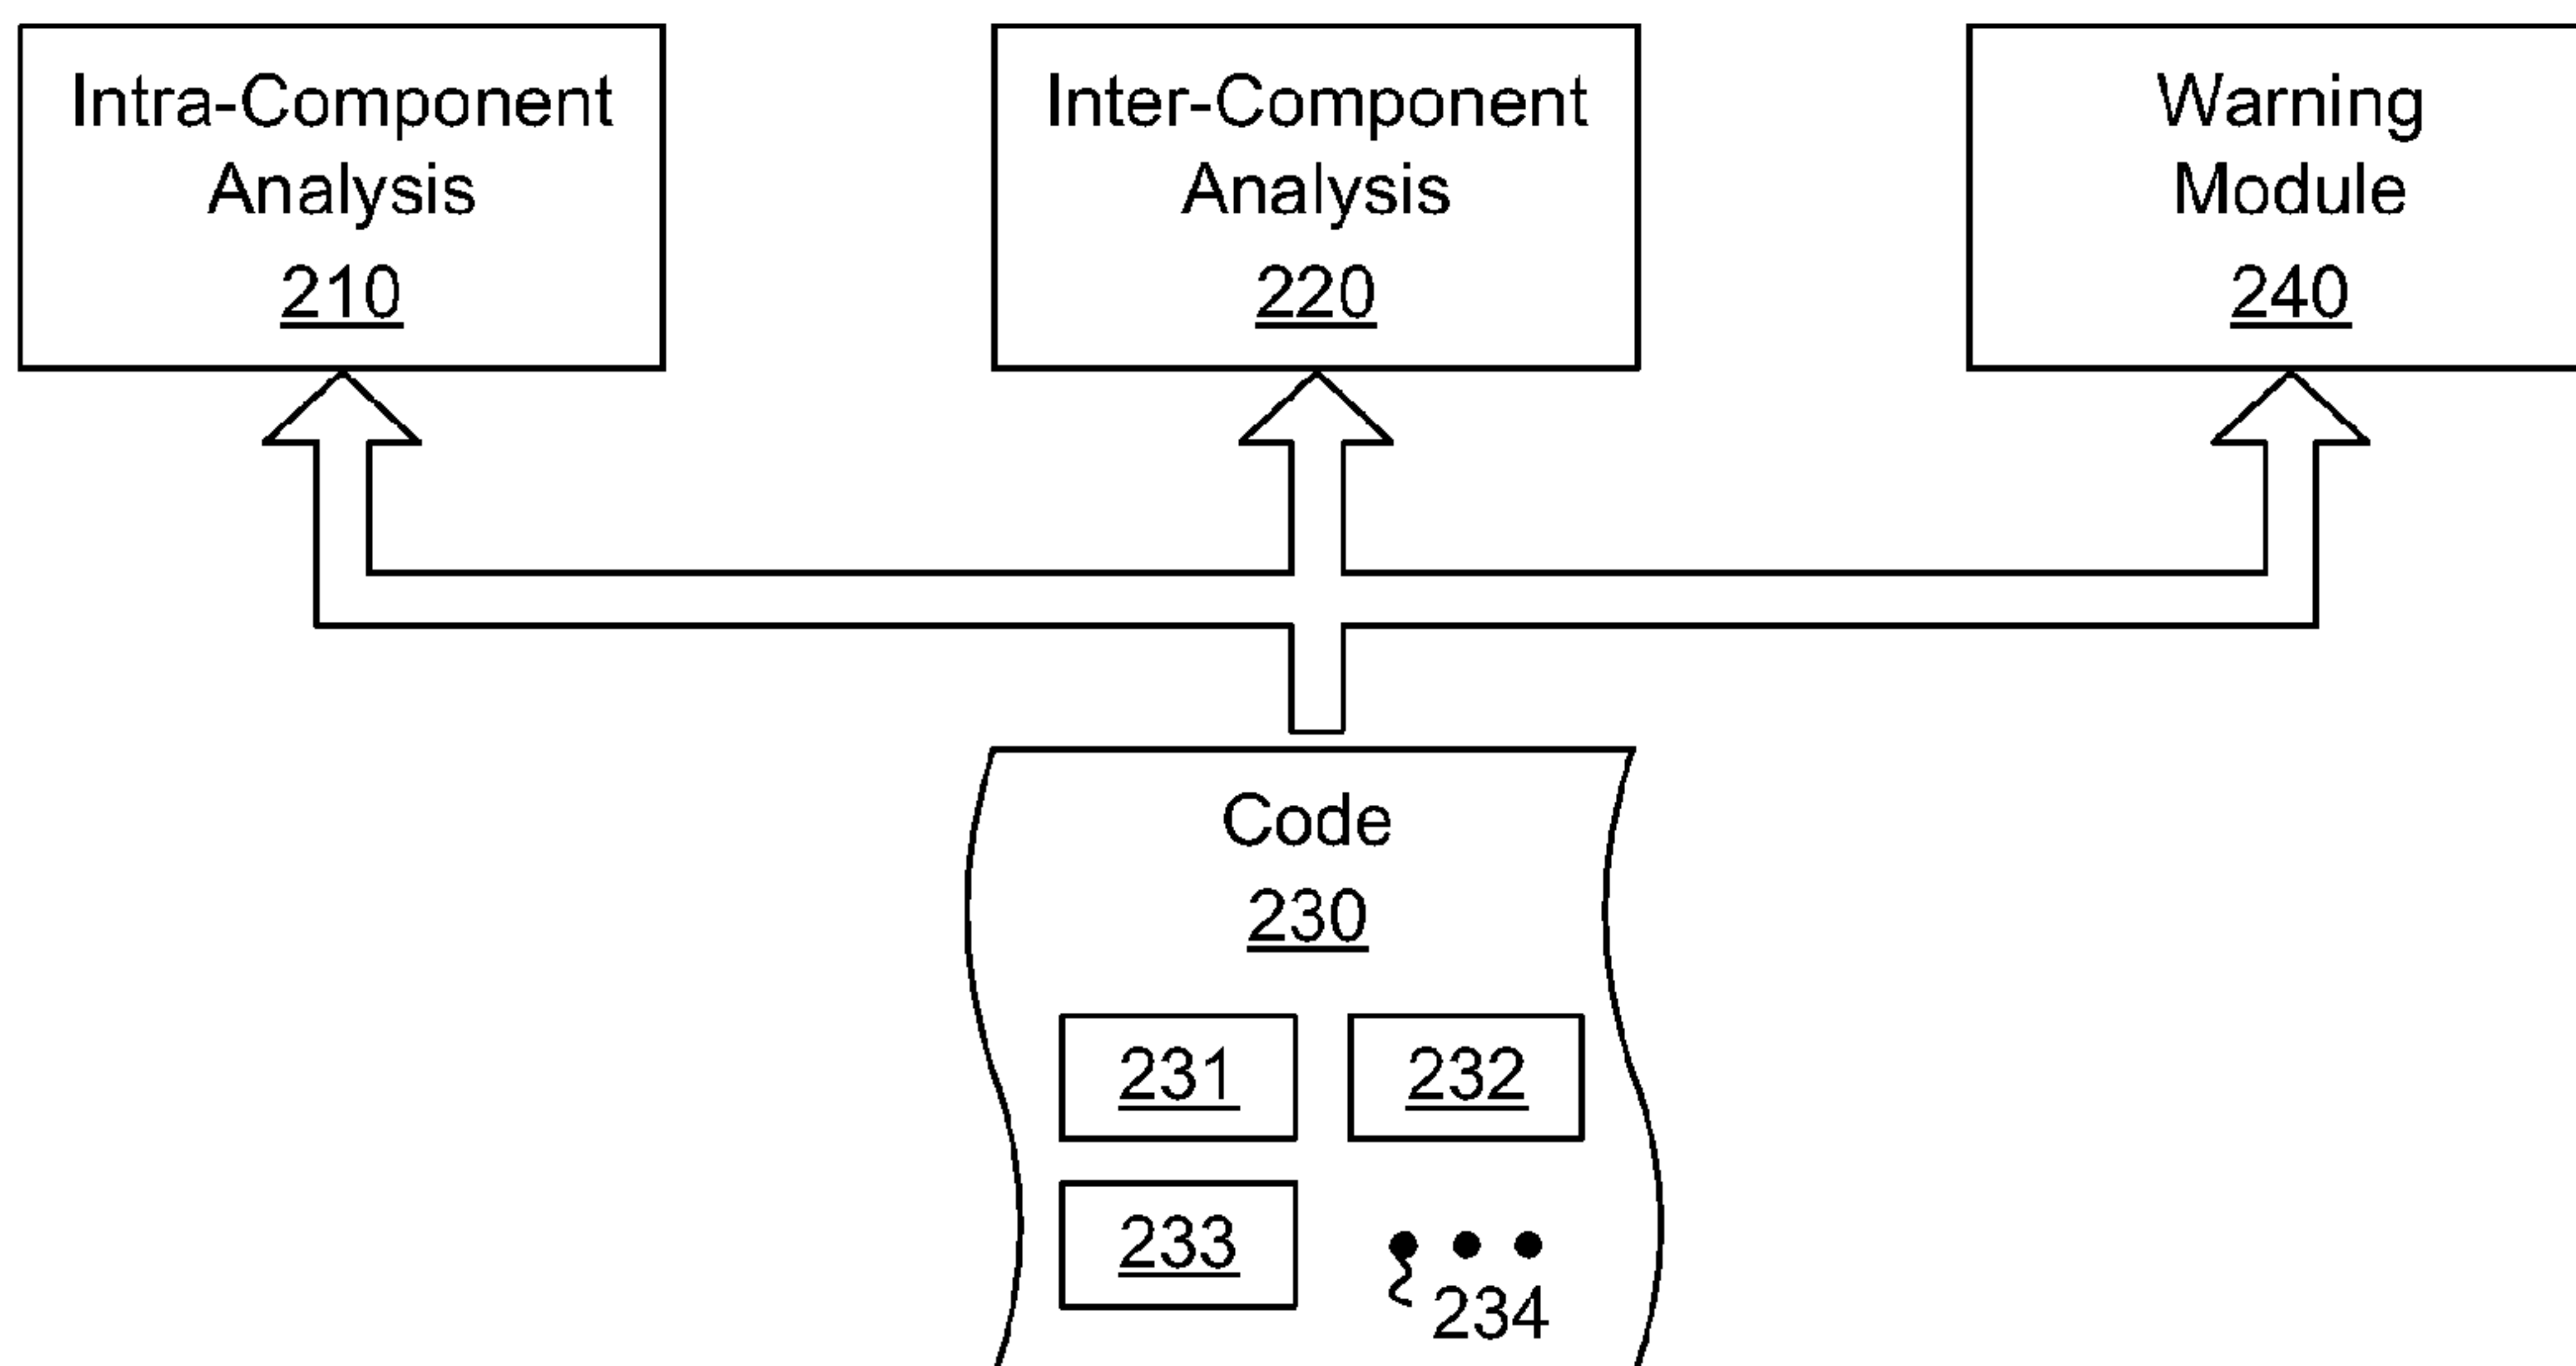 Intra-Component
Analysis
210
Inter-Component
Analysis
220
Warning
Module
240
Code
230
231
232
233
234